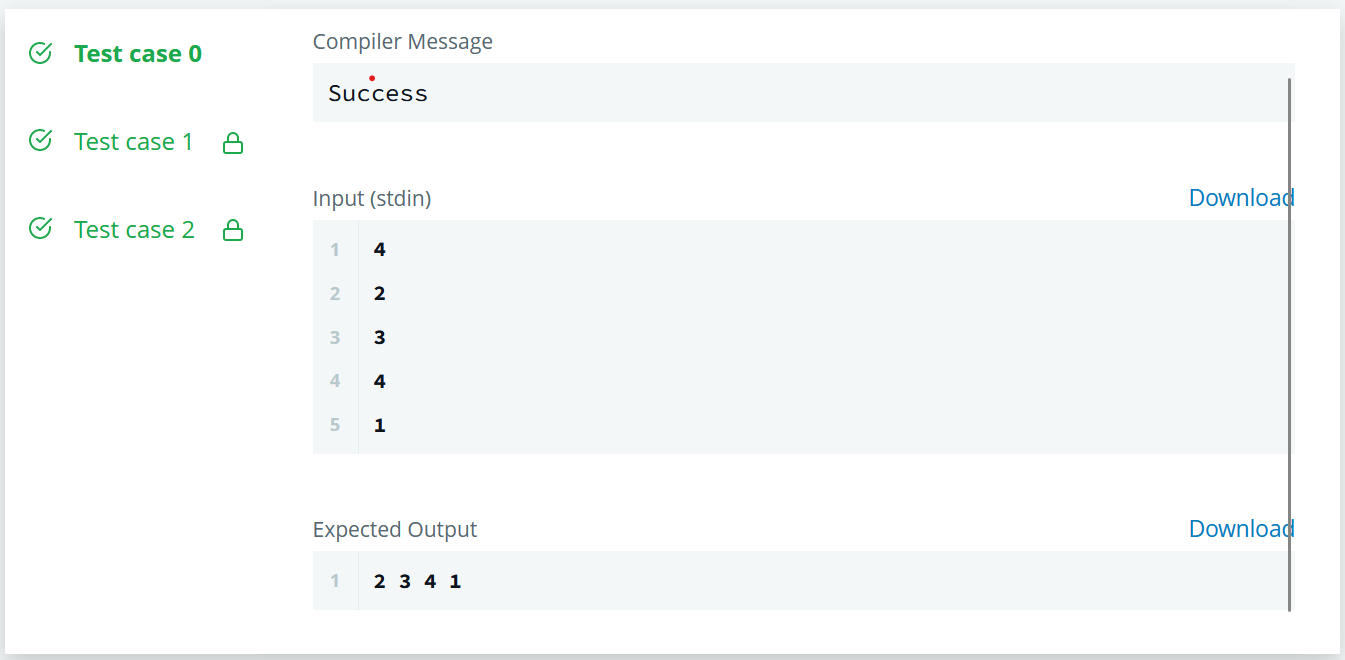 Test case 0
Test case 1
Test case 2
Compiler Message
Success
Input (stdin)
Download
1 4
2 2
3 3
4 4
5 1
Expected Output
Download
1 2 3 4 1